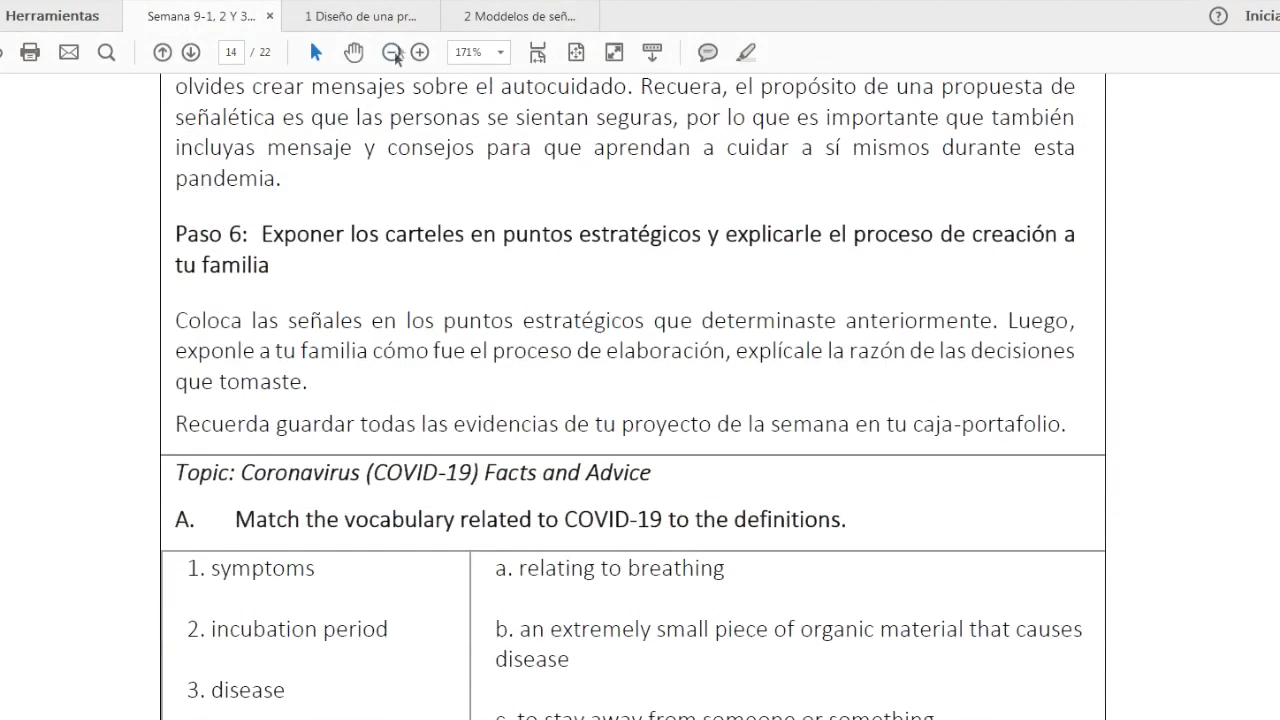 Herramientas
Semana 9-1, 2 Y 3... ×
1 Diseño de una pr...
2 Moddelos de señ...
Inicia
14 / 22
171%
olvides crear mensajes sobre el autocuidado. Recuera, el propósito de una propuesta de
señalética es que las personas se sientan seguras, por lo que es importante que también
incluyas mensaje y consejos para que aprendan a cuidar a sí mismos durante esta
pandemia.
Paso 6: Exponer los carteles en puntos estratégicos y explicarle el proceso de creación a
tu familia
Coloca las señales en los puntos estratégicos que determinaste anteriormente. Luego,
exponle a tu familia cómo fue el proceso de elaboración, explícale la razón de las decisiones
que tomaste.
Recuerda guardar todas las evidencias de tu proyecto de la semana en tu caja-portafolio.
Topic: Coronavirus (COVID-19) Facts and Advice
A. Match the vocabulary related to COVID-19 to the definitions.
1. symptoms
a. relating to breathing
2. incubation period
b. an extremely small piece of organic material that causes
disease
3. disease
c. to stay away from someone or something